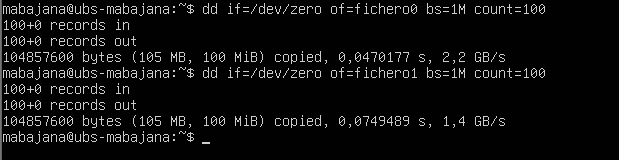 mabajana@ubs-mabajana:~$ dd if=/dev/zero of=fichero0 bs=1M count=100
100+0 records in
100+0 records out
104857600 bytes (105 MB, 100 MiB) copied, 0,0470177 s, 2,2 GB/s
mabajana@ubs-mabajana:~$ dd if=/dev/zero of=fichero1 bs=1M count=100
100+0 records in
100+0 records out
104857600 bytes (105 MB, 100 MiB) copied, 0,0749489 s, 1,4 GB/s
mabajana@ubs-mabajana:~$ _